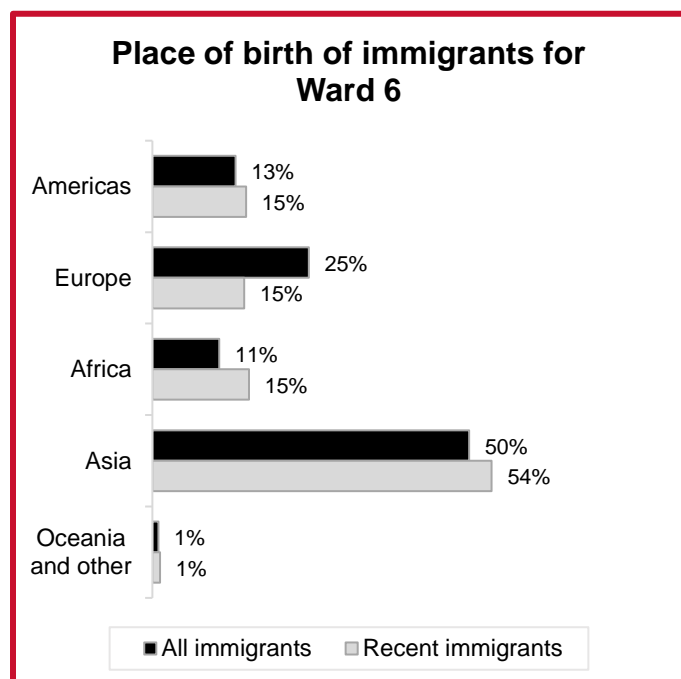 Place of birth of immigrants for
Ward 6
Americas
13%
15%
Europe
25%
15%
Africa
11%
15%
Asia
50%
54%
Oceania
and other
1%
1%
All immigrants
Recent immigrants